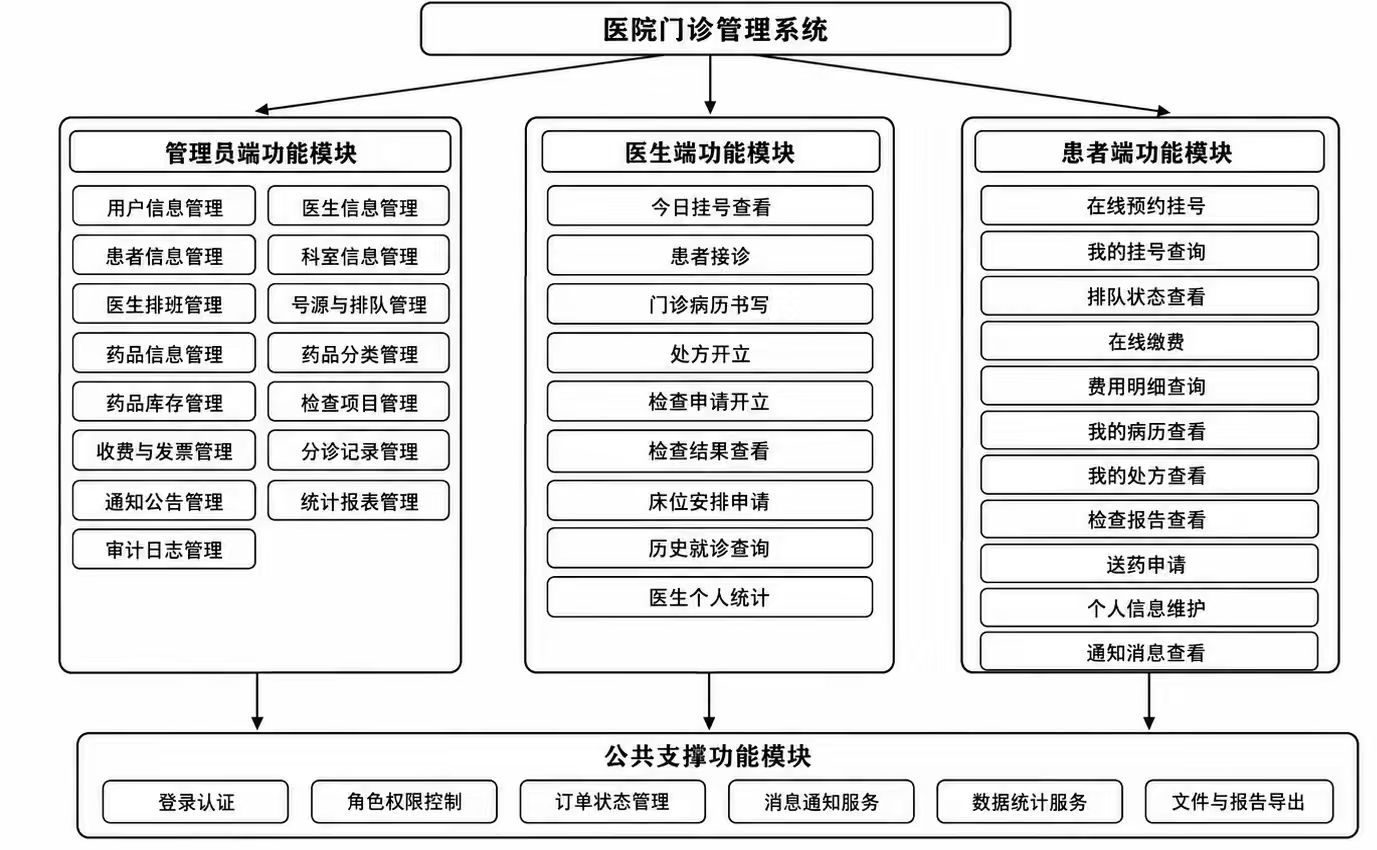 医院门诊管理系统
管理员端功能模块
用户信息管理
医生信息管理
患者信息管理
科室信息管理
医生排班管理
号源与排队管理
药品信息管理
药品分类管理
药品库存管理
检查项目管理
收费与发票管理
分诊记录管理
通知公告管理
统计报表管理
审计日志管理
医生端功能模块
今日挂号查看
患者接诊
门诊病历书写
处方开立
检查申请开立
检查结果查看
床位安排申请
历史就诊查询
医生个人统计
患者端功能模块
在线预约挂号
我的挂号查询
排队状态查看
在线缴费
费用明细查询
我的病历查看
我的处方查看
检查报告查看
送药申请
个人信息维护
通知消息查看
公共支撑功能模块
登录认证
角色权限控制
订单状态管理
消息通知服务
数据统计服务
文件与报告导出